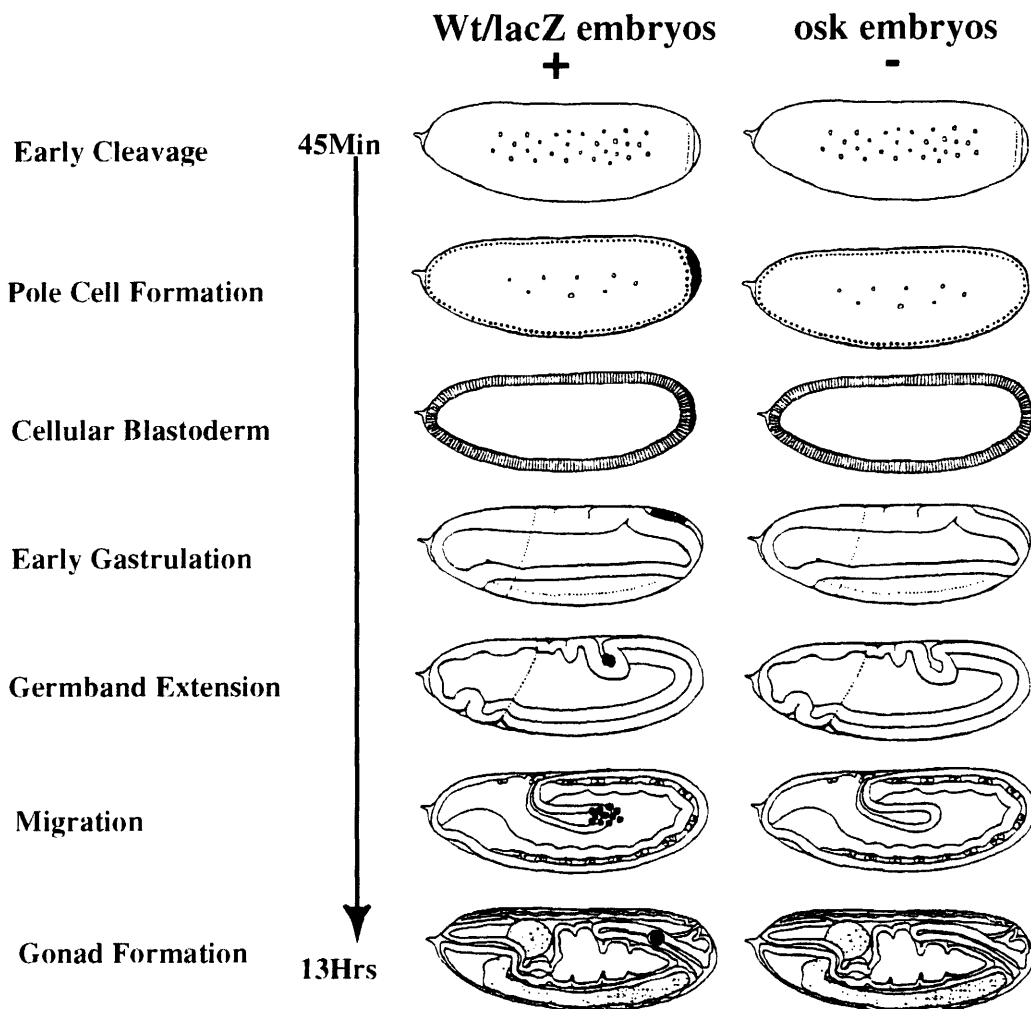 Wt/lacZ embryos osk embryos
+ -
Early Cleavage 45Min
Pole Cell Formation
Cellular Blastoderm
Early Gastrulation
Germband Extension
Migration
Gonad Formation 13Hrs